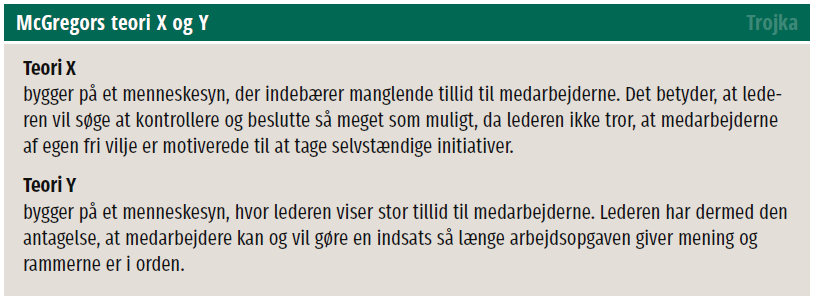 McGregors teori X og Y Trojka
Teori X
bygger på et menneskesyn, der indebærer manglende tillid til medarbejderne. Det betyder, at lede-
ren vil søge at kontrollere og beslutte så meget som muligt, da lederen ikke tror, at medarbejderne
af egen fri vilje er motiverede til at tage selvstændige initiativer.
Teori Y
bygger på et menneskesyn, hvor lederen viser stor tillid til medarbejderne. Lederen har dermed den
antagelse, at medarbejdere kan og vil gøre en indsats så længe arbejdsopgaven giver mening og
rammerne er i orden.